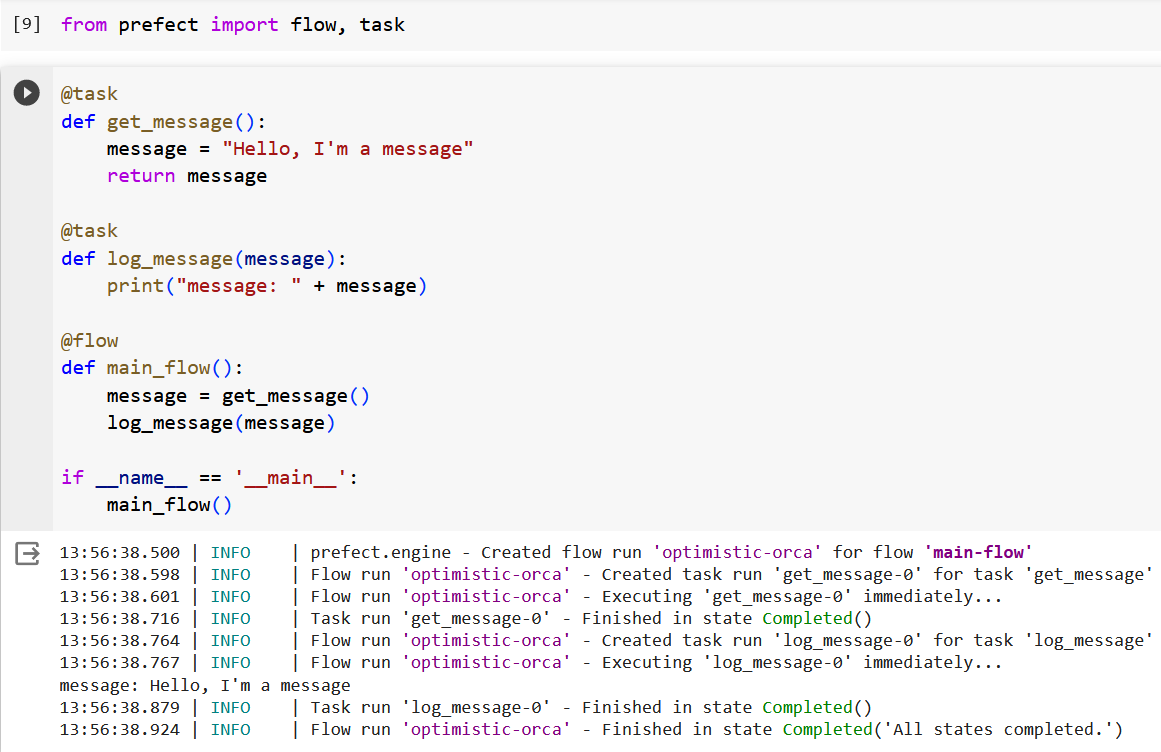 [9] from prefect import flow, task
@task
def get_message():
    message = "Hello, I'm a message"
    return message
@task
def log_message(message):
    print("message: " + message)
@flow
def main_flow():
    message = get_message()
    log_message(message)
if __name__ == '__main__':
    main_flow()
13:56:38.500 | INFO    | prefect.engine - Created flow run 'optimistic-orca' for flow 'main-flow'
13:56:38.598 | INFO    | Flow run 'optimistic-orca' - Created task run 'get_message-0' for task 'get_message'
13:56:38.601 | INFO    | Flow run 'optimistic-orca' - Executing 'get_message-0' immediately...
13:56:38.716 | INFO    | Task run 'get_message-0' - Finished in state Completed()
13:56:38.764 | INFO    | Flow run 'optimistic-orca' - Created task run 'log_message-0' for task 'log_message'
13:56:38.767 | INFO    | Flow run 'optimistic-orca' - Executing 'log_message-0' immediately...
message: Hello, I'm a message
13:56:38.879 | INFO    | Task run 'log_message-0' - Finished in state Completed()
13:56:38.924 | INFO    | Flow run 'optimistic-orca' - Finished in state Completed('All states completed.')